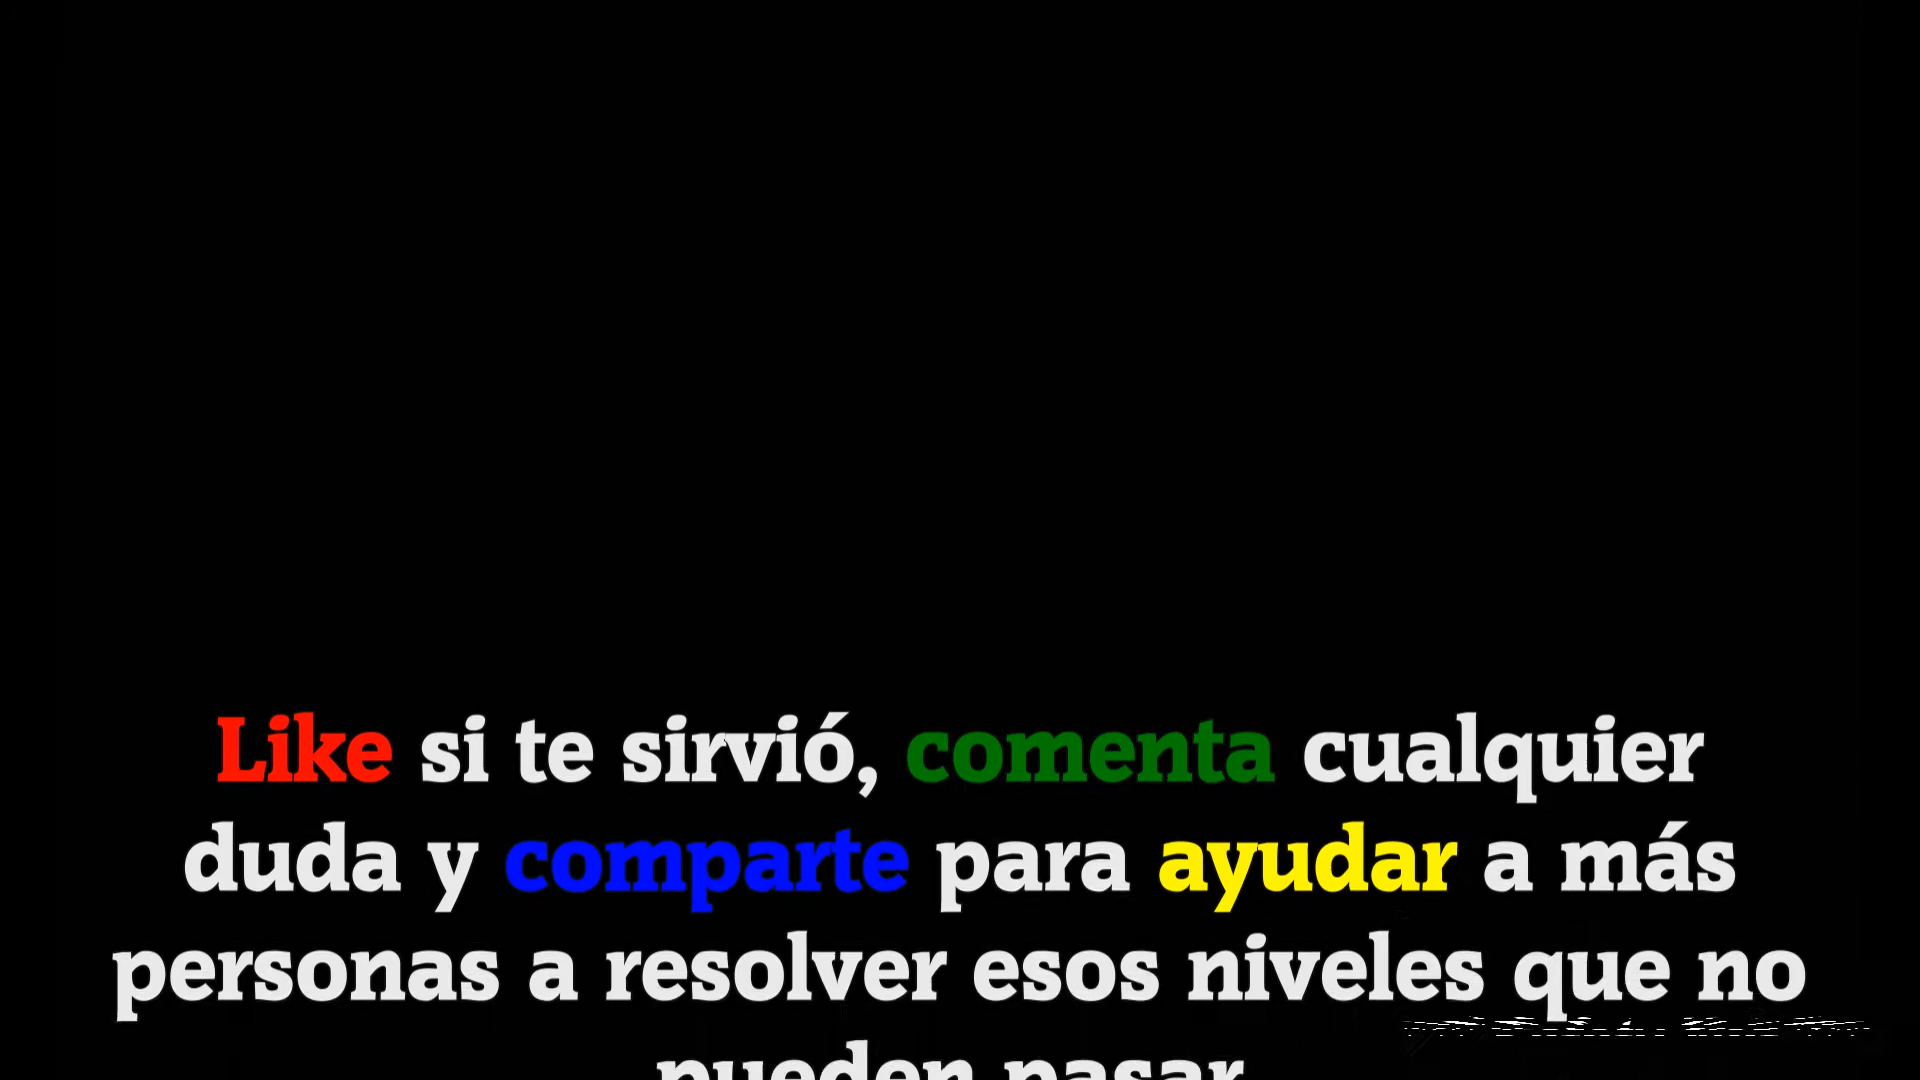 Like si te sirvió, comenta cualquier
duda y comparte para ayudar a más
personas a resolver esos niveles que no
pueden pasar